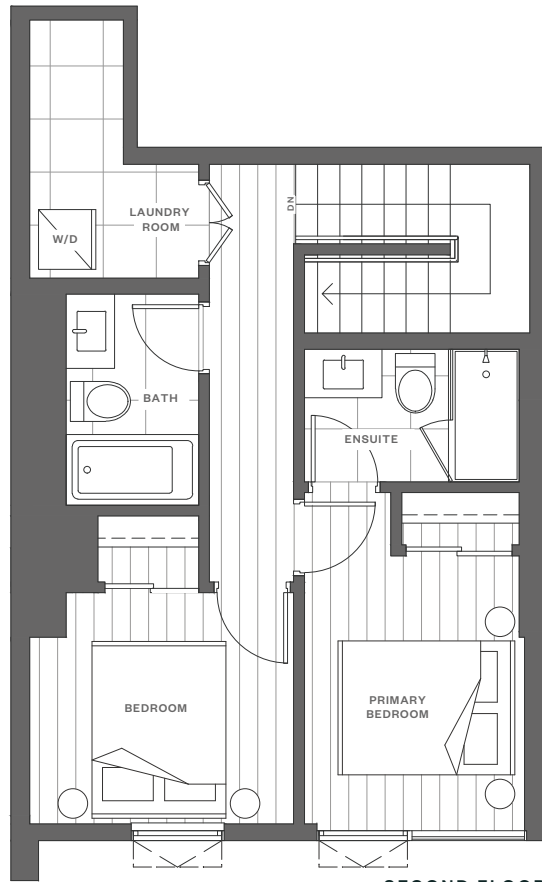 DN
LAUNDRY
ROOM
W/D
BATH
ENSUITE
BEDROOM
PRIMARY
BEDROOM